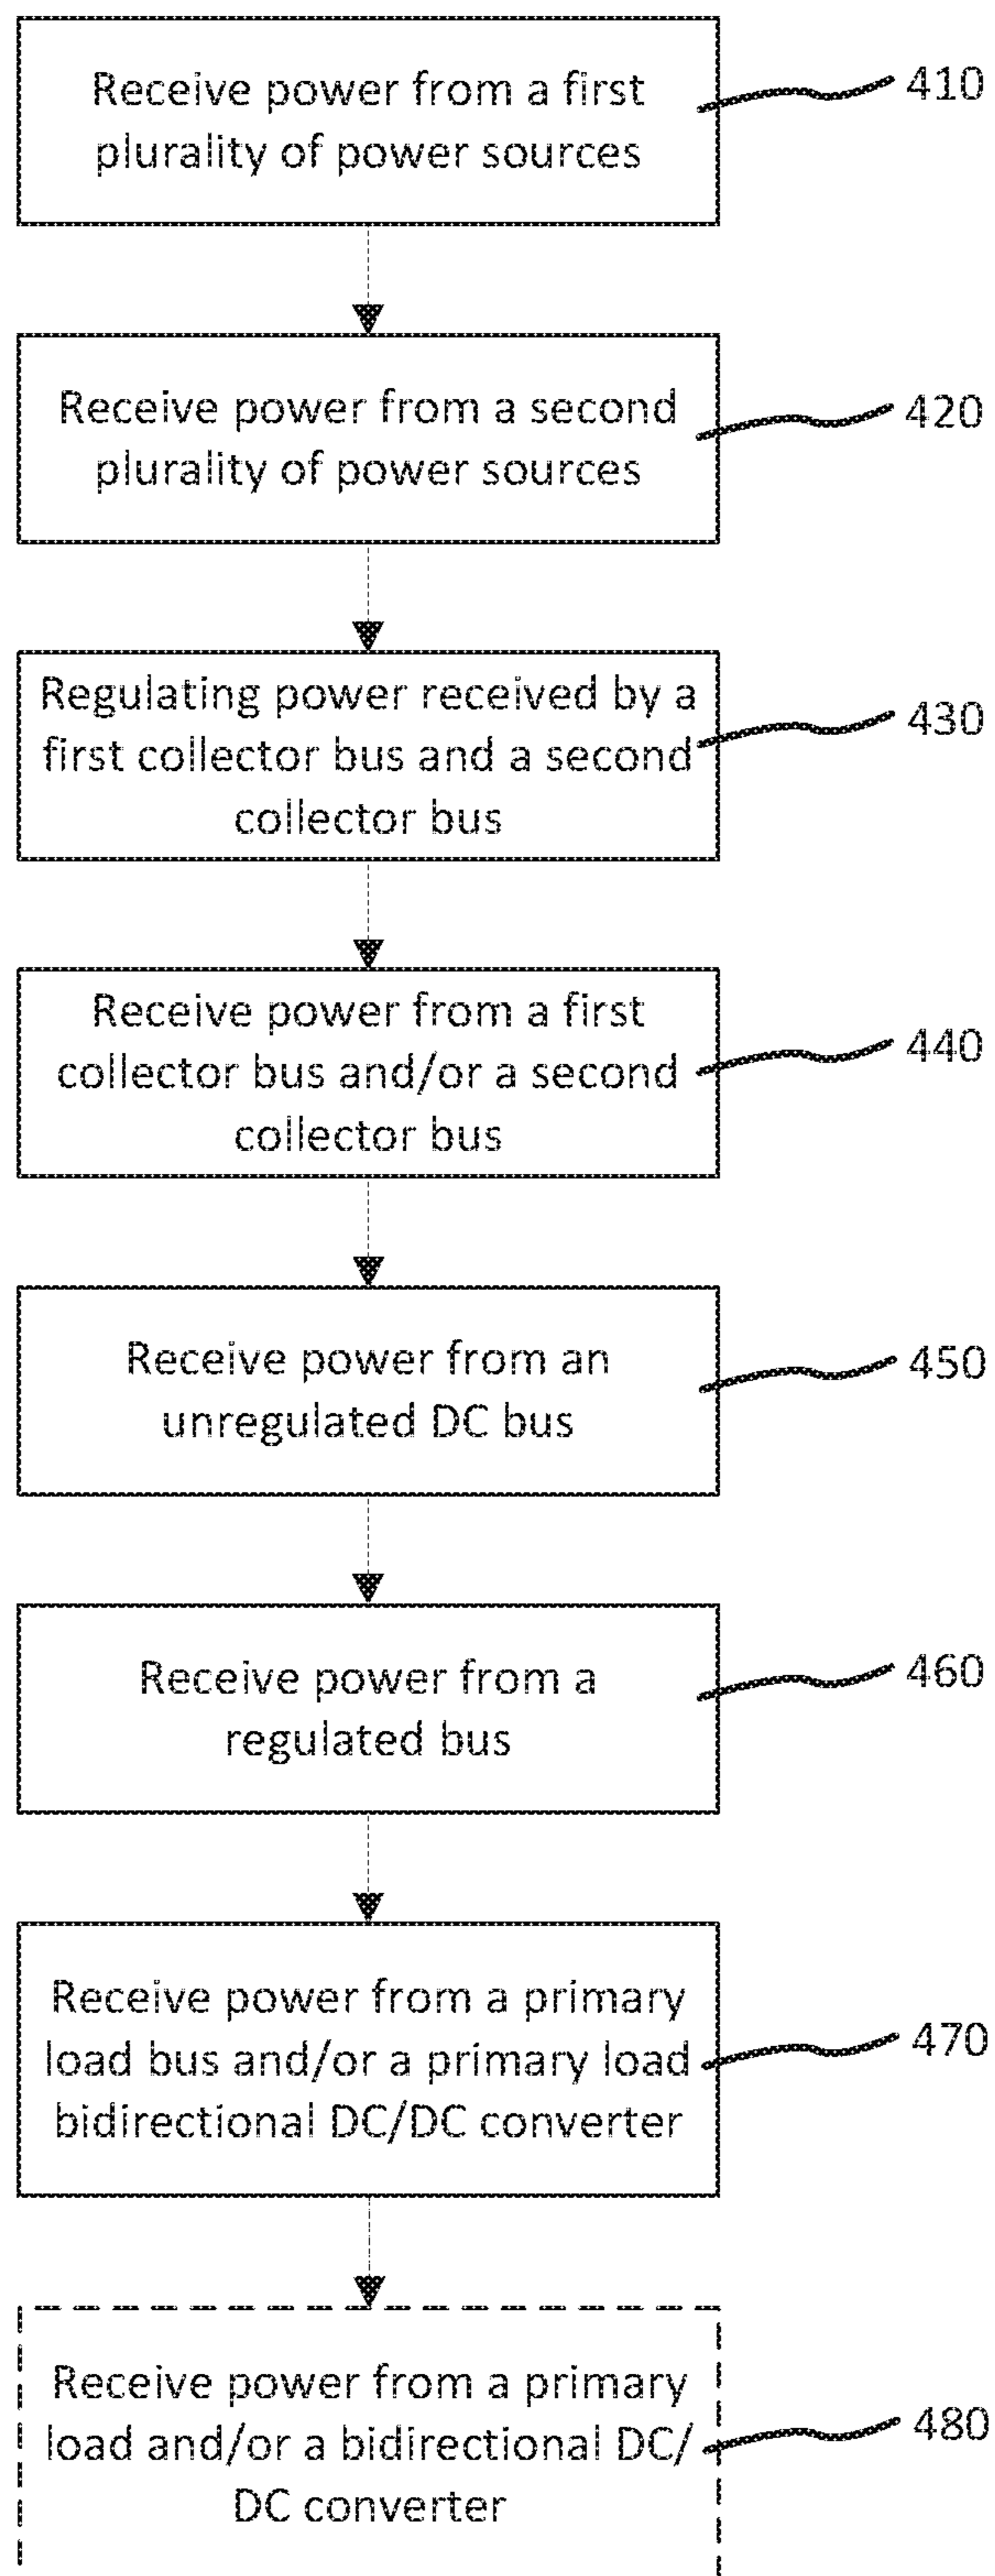 Receive power from a first
plurality of power sources
410
Receive power from a second
plurality of power sources
420
Regulating power received by a
first collector bus and a second
collector bus
430
Receive power from a first
collector bus and/or a second
collector bus
440
Receive power from an
unregulated DC bus
450
Receive power from a
regulated bus
460
Receive power from a primary
load bus and/or a primary load
bidirectional DC/DC converter
470
Receive power from a primary
load and/or a bidirectional DC/
DC converter
480